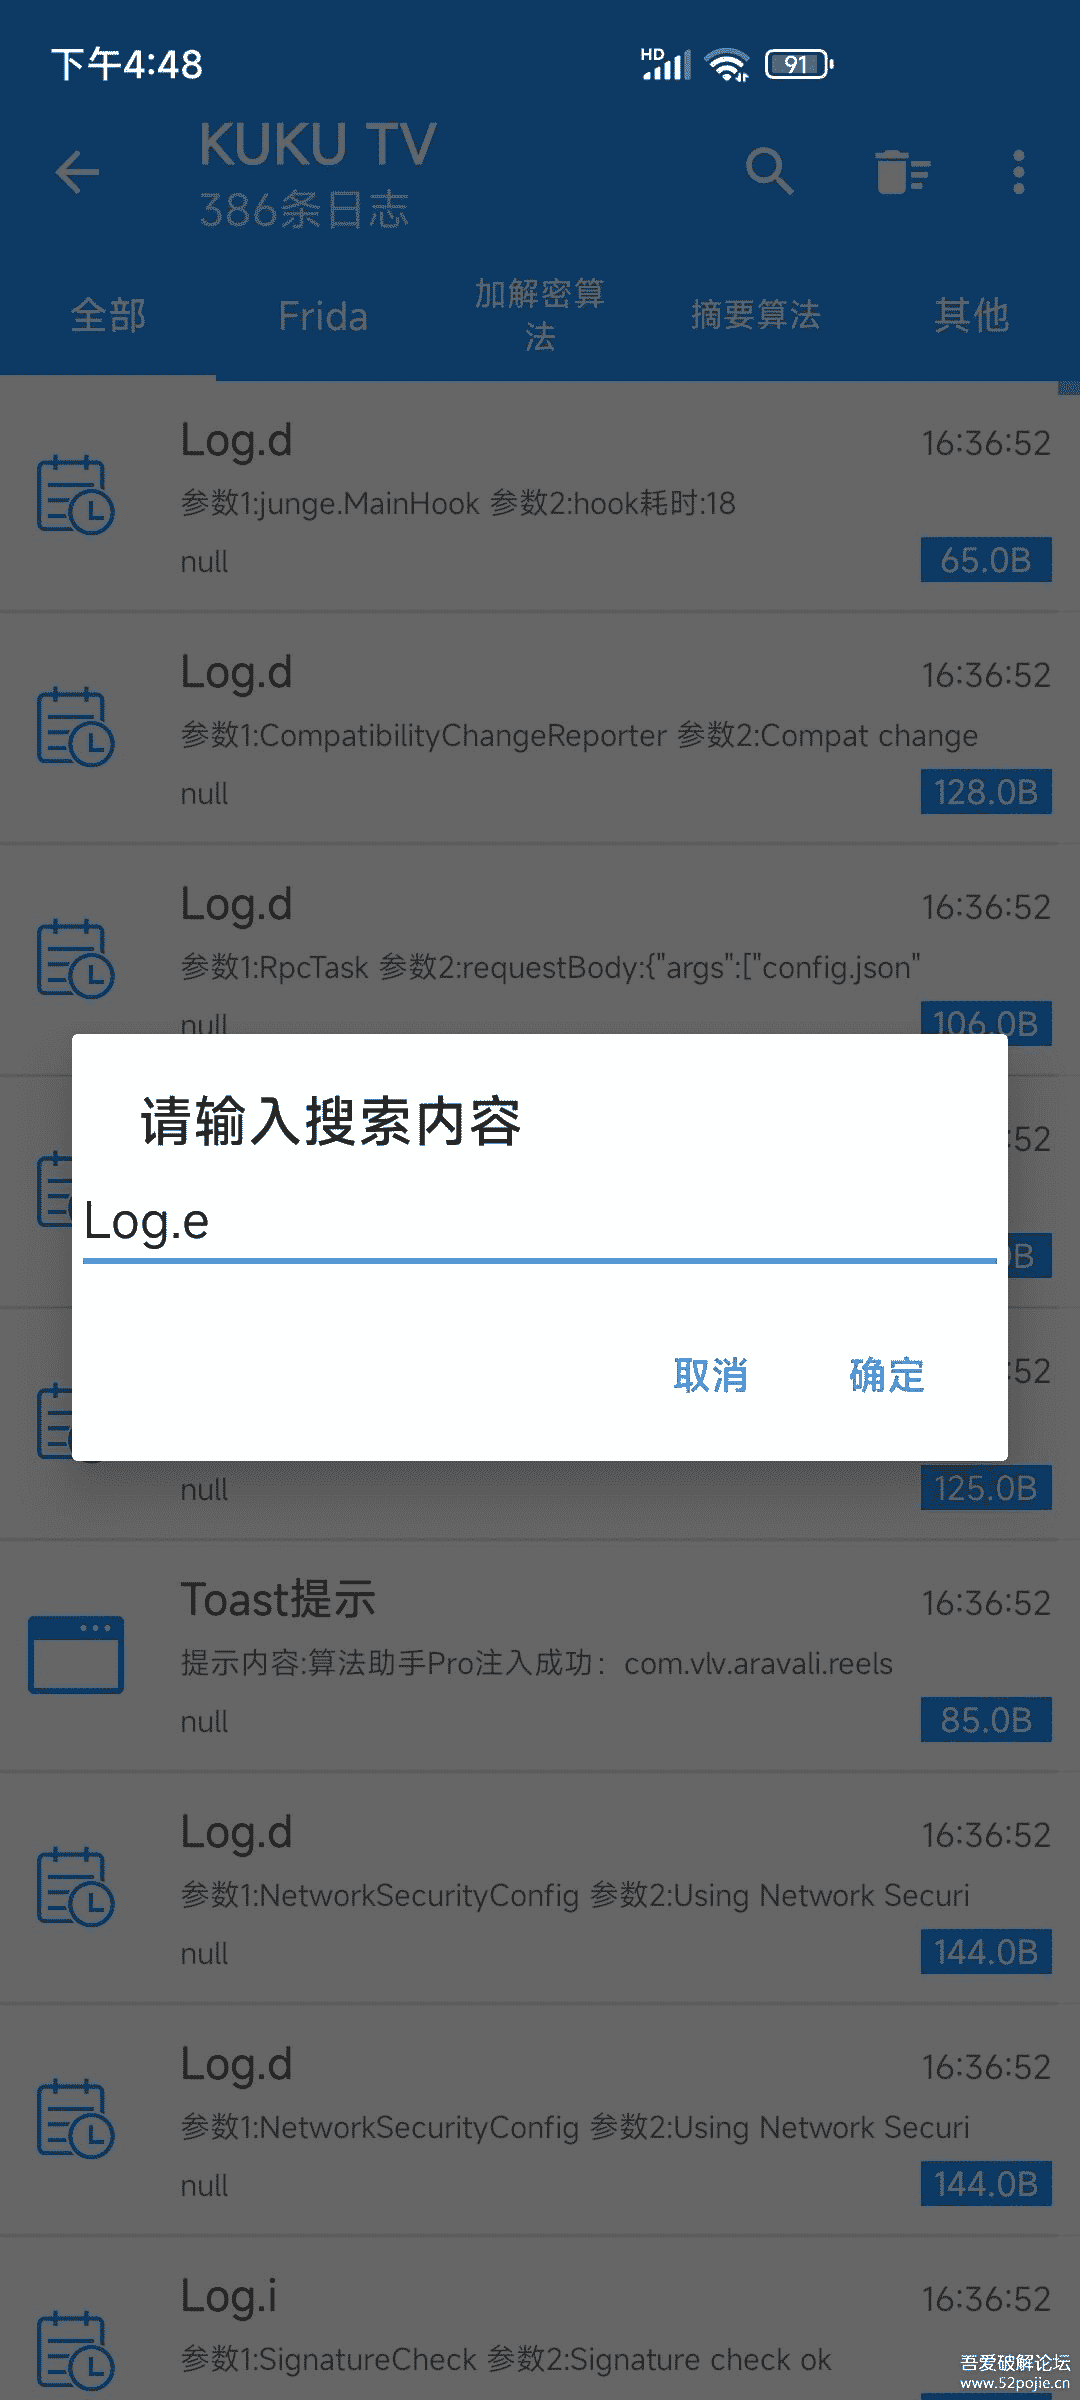 下午4:48
HD
91
KUKU TV
386条日志
全部
Frida
加解密算
法
摘要算法
其他
Log.d
16:36:52
参数1:junge.MainHook 参数2:hook耗时:18
null
65.0B
Log.d
16:36:52
参数1:CompatibilityChangeReporter 参数2:Compat change
null
128.0B
Log.d
16:36:52
参数1:RpcTask 参数2:requestBody:{"args":["config.json"
null
106.0B
:52
请输入搜索内容
Log.e
B
取消
确定
:52
null
125.0B
Toast提示
16:36:52
提示内容:算法助手Pro注入成功：com.vlv.aravali.reels
null
85.0B
Log.d
16:36:52
参数1:NetworkSecurityConfig 参数2:Using Network Securi
null
144.0B
Log.d
16:36:52
参数1:NetworkSecurityConfig 参数2:Using Network Securi
null
144.0B
Log.i
16:36:52
参数1:SignatureCheck 参数2:Signature check ok
吾爱破解论坛
www.52pojie.cn